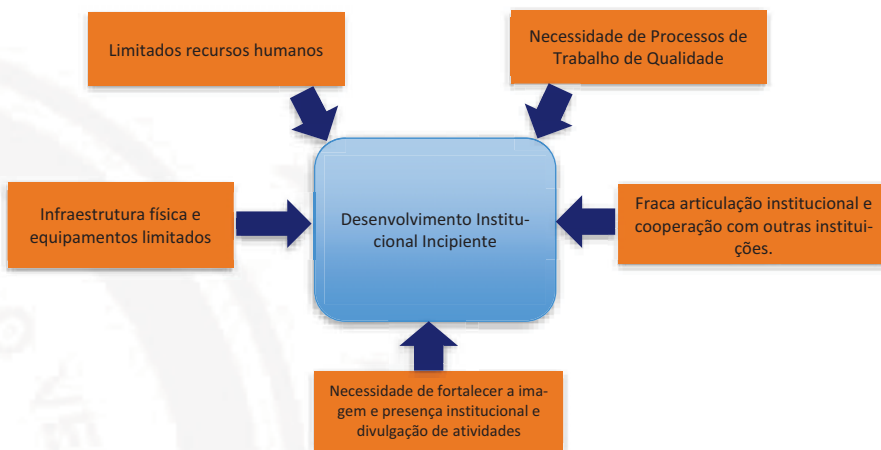 Limitados recursos humanos
Necessidade de Processos de
Trabalho de Qualidade
Infraestrutura física e
equipamentos limitados
Desenvolvimento Institu-
cional Incipiente
Fraca articulação institucional e
cooperação com outras institui-
ções.
Necessidade de fortalecer a ima-
gem e presença institucional e
divulgação de atividades